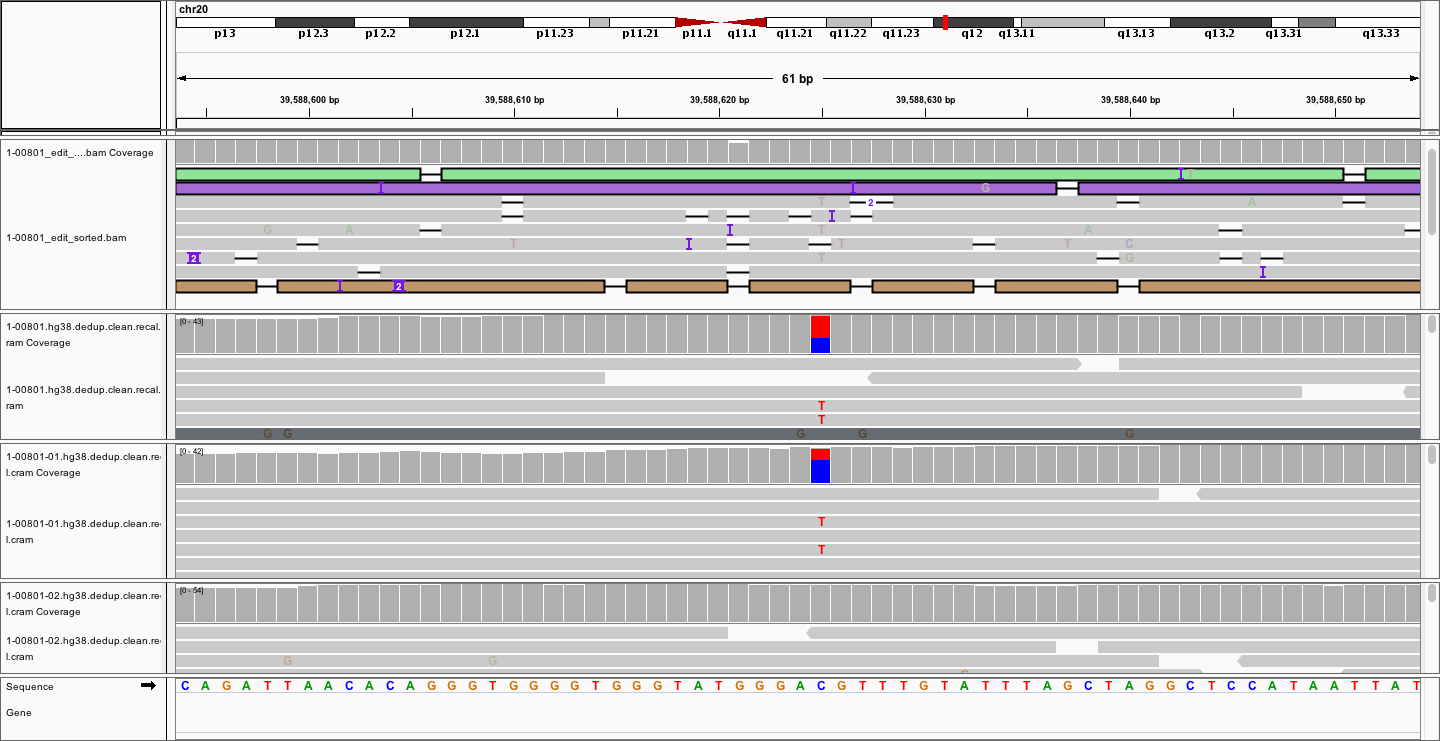 chr20
p13 p12.3 p12.2 p12.1 p11.23 p11.21 p11.1 q11.1 q11.21 q11.22 q11.23 q12 q13.11 q13.13 q13.2 q13.31 q13.33
61 bp
39,588,600 bp 39,588,610 bp 39,588,620 bp 39,588,630 bp 39,588,640 bp 39,588,650 bp
1-00801_edit_....bam Coverage
I T
I I G
T 2 A
I
1-00801_edit_sorted.bam
G A I T A
T I T T C
2 T G
I
I 2
1-00801.hg38.dedup.clean.recal.
ram Coverage
[0 - 43]
1-00801.hg38.dedup.clean.recal.
ram
T
T
G G G G G
1-00801-01.hg38.dedup.clean.re
l.cram Coverage
[0 - 42]
1-00801-01.hg38.dedup.clean.re
l.cram
T
T
1-00801-02.hg38.dedup.clean.re
l.cram Coverage
[0 - 54]
1-00801-02.hg38.dedup.clean.re
l.cram
G G
Sequence
C A G A T T A A C A C A G G G T G G G G T G G G T A T G G G A C G T T T G T A T T T A G C T A G G C T C C A T A A T T A T
Gene